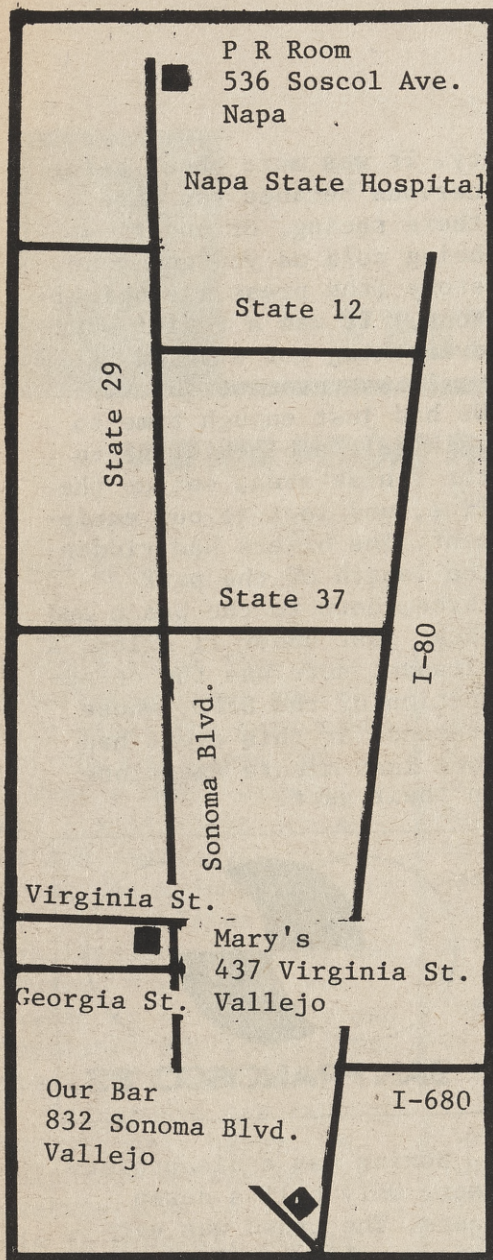 P R Room
536 Soscol Ave.
Napa
Napa State Hospital
State 12
State 29
State 37
I-80
Sonoma Blvd.
Virginia St.
Mary's
437 Virginia St.
Vallejo
Georgia St.
Our Bar
832 Sonoma Blvd.
Vallejo
I-680